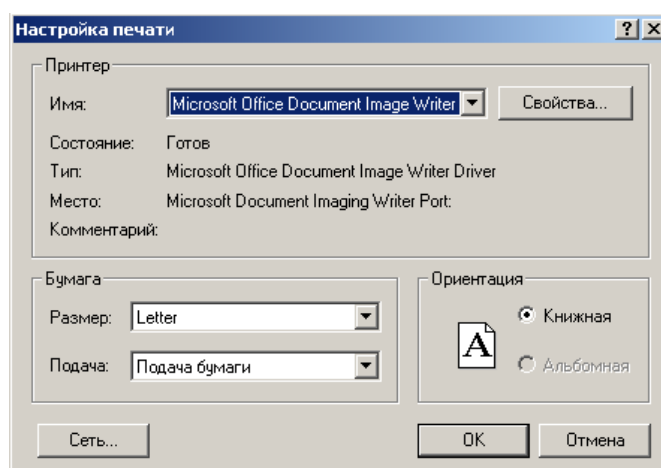 Настройка печати
Принтер
Имя: Microsoft Office Document Image Writer Свойства...
Состояние: Готов
Тип: Microsoft Office Document Image Writer Driver
Место: Microsoft Document Imaging Writer Port:
Комментарий:
Бумага
Размер: Letter
Подача: Подача бумаги
Ориентация
A
Книжная
Альбомная
Сеть... OK Отмена